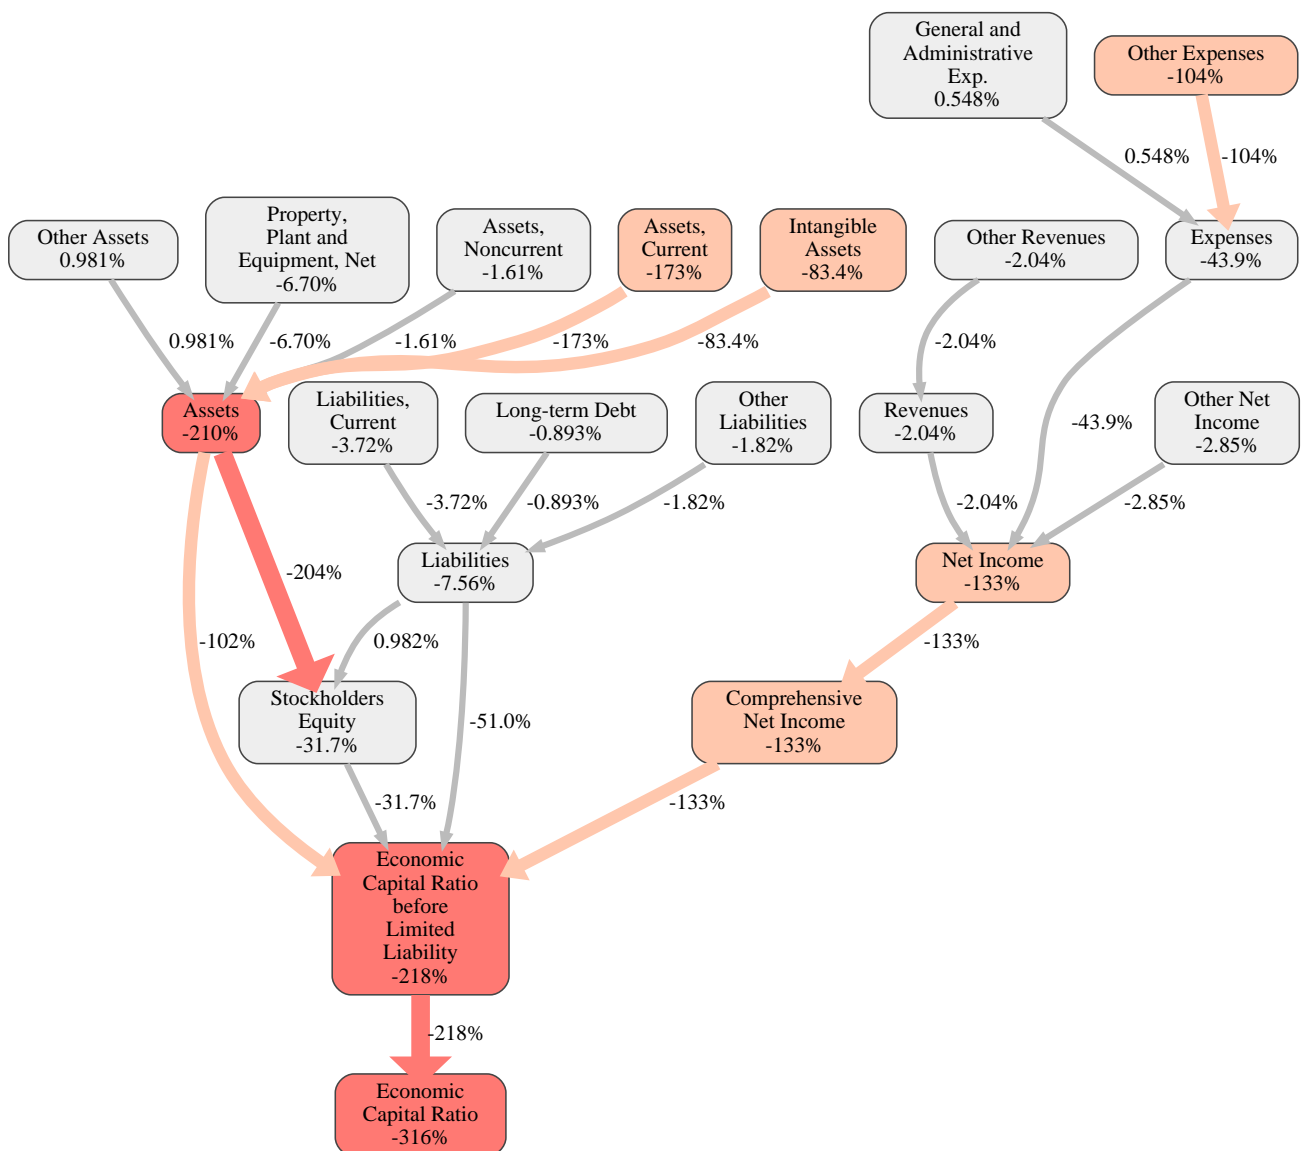 General and
Administrative
Exp.
0.548%
Other Expenses
-104%
0.548%
-104%
Other Assets
0.981%
Property,
Plant and
Equipment, Net
-6.70%
Assets,
Noncurrent
-1.61%
Assets,
Current
-173%
Intangible
Assets
-83.4%
Other Revenues
-2.04%
Expenses
-43.9%
0.981%
-6.70%
-1.61%
-173%
-83.4%
-2.04%
Assets
-210%
Liabilities,
Current
-3.72%
Long-term Debt
-0.893%
Other
Liabilities
-1.82%
Revenues
-2.04%
-43.9%
Other Net
Income
-2.85%
-3.72%
-0.893%
-1.82%
-2.04%
-2.85%
-204%
Liabilities
-7.56%
Net Income
-133%
-102%
0.982%
-133%
Stockholders
Equity
-31.7%
-51.0%
Comprehensive
Net Income
-133%
-31.7%
-133%
Economic
Capital Ratio
before
Limited
Liability
-218%
-218%
Economic
Capital Ratio
-316%